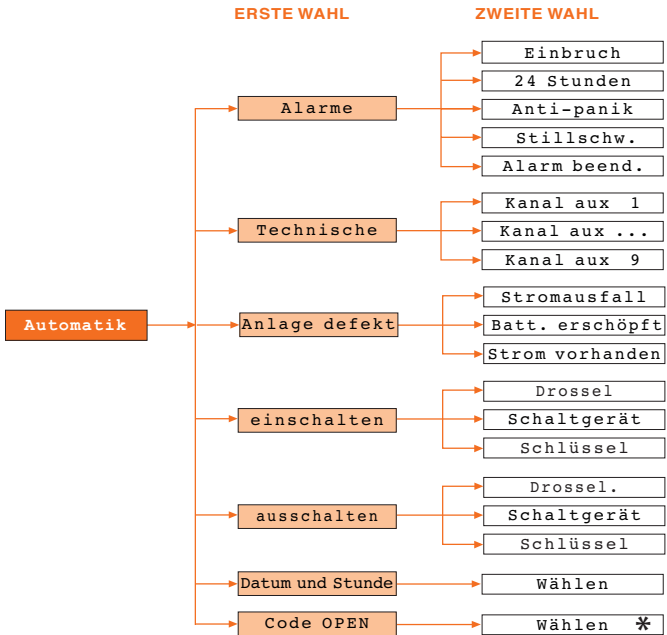 ERSTE WAHL
ZWEITE WAHL
Automatik
Alarme
Einbruch
24 Stunden
Anti-panik
Stillschw.
Alarm beend.
Technische
Kanal aux 1
Kanal aux ...
Kanal aux 9
Anlage defekt
Stromausfall
Batt. erschöpft
Strom vorhanden
einschalten
Drossel
Schaltgerät
Schlüssel
ausschalten
Drossel.
Schaltgerät
Schlüssel
Datum und Stunde
Wählen
Code OPEN
Wählen *